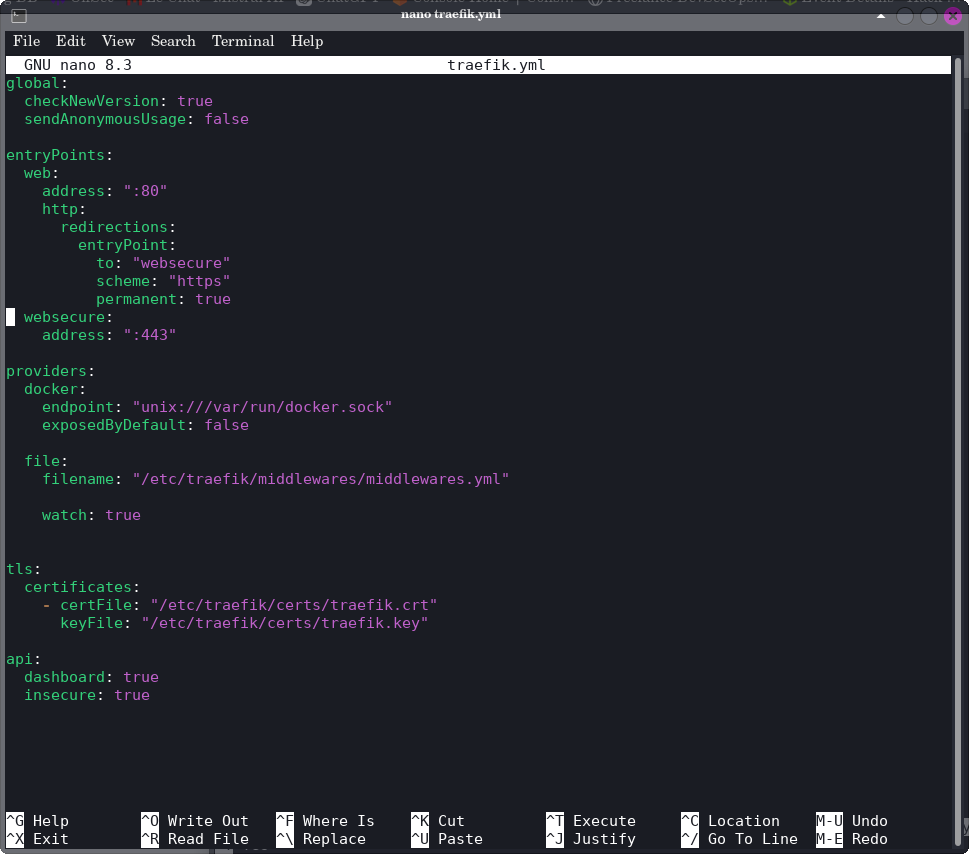 nano traefik.yml
File Edit View Search Terminal Help
GNU nano 8.3 traefik.yml
global:
  checkNewVersion: true
  sendAnonymousUsage: false

entryPoints:
  web:
    address: ":80"
    http:
      redirections:
        entryPoint:
          to: "websecure"
          scheme: "https"
          permanent: true
  websecure:
    address: ":443"

providers:
  docker:
    endpoint: "unix:///var/run/docker.sock"
    exposedByDefault: false

  file:
    filename: "/etc/traefik/middlewares/middlewares.yml"

    watch: true


tls:
  certificates:
    - certFile: "/etc/traefik/certs/traefik.crt"
      keyFile: "/etc/traefik/certs/traefik.key"

api:
  dashboard: true
  insecure: true

^G Help ^O Write Out ^F Where Is ^K Cut ^T Execute ^C Location M-U Undo
^X Exit ^R Read File ^\ Replace ^U Paste ^J Justify ^/ Go To Line M-E Redo